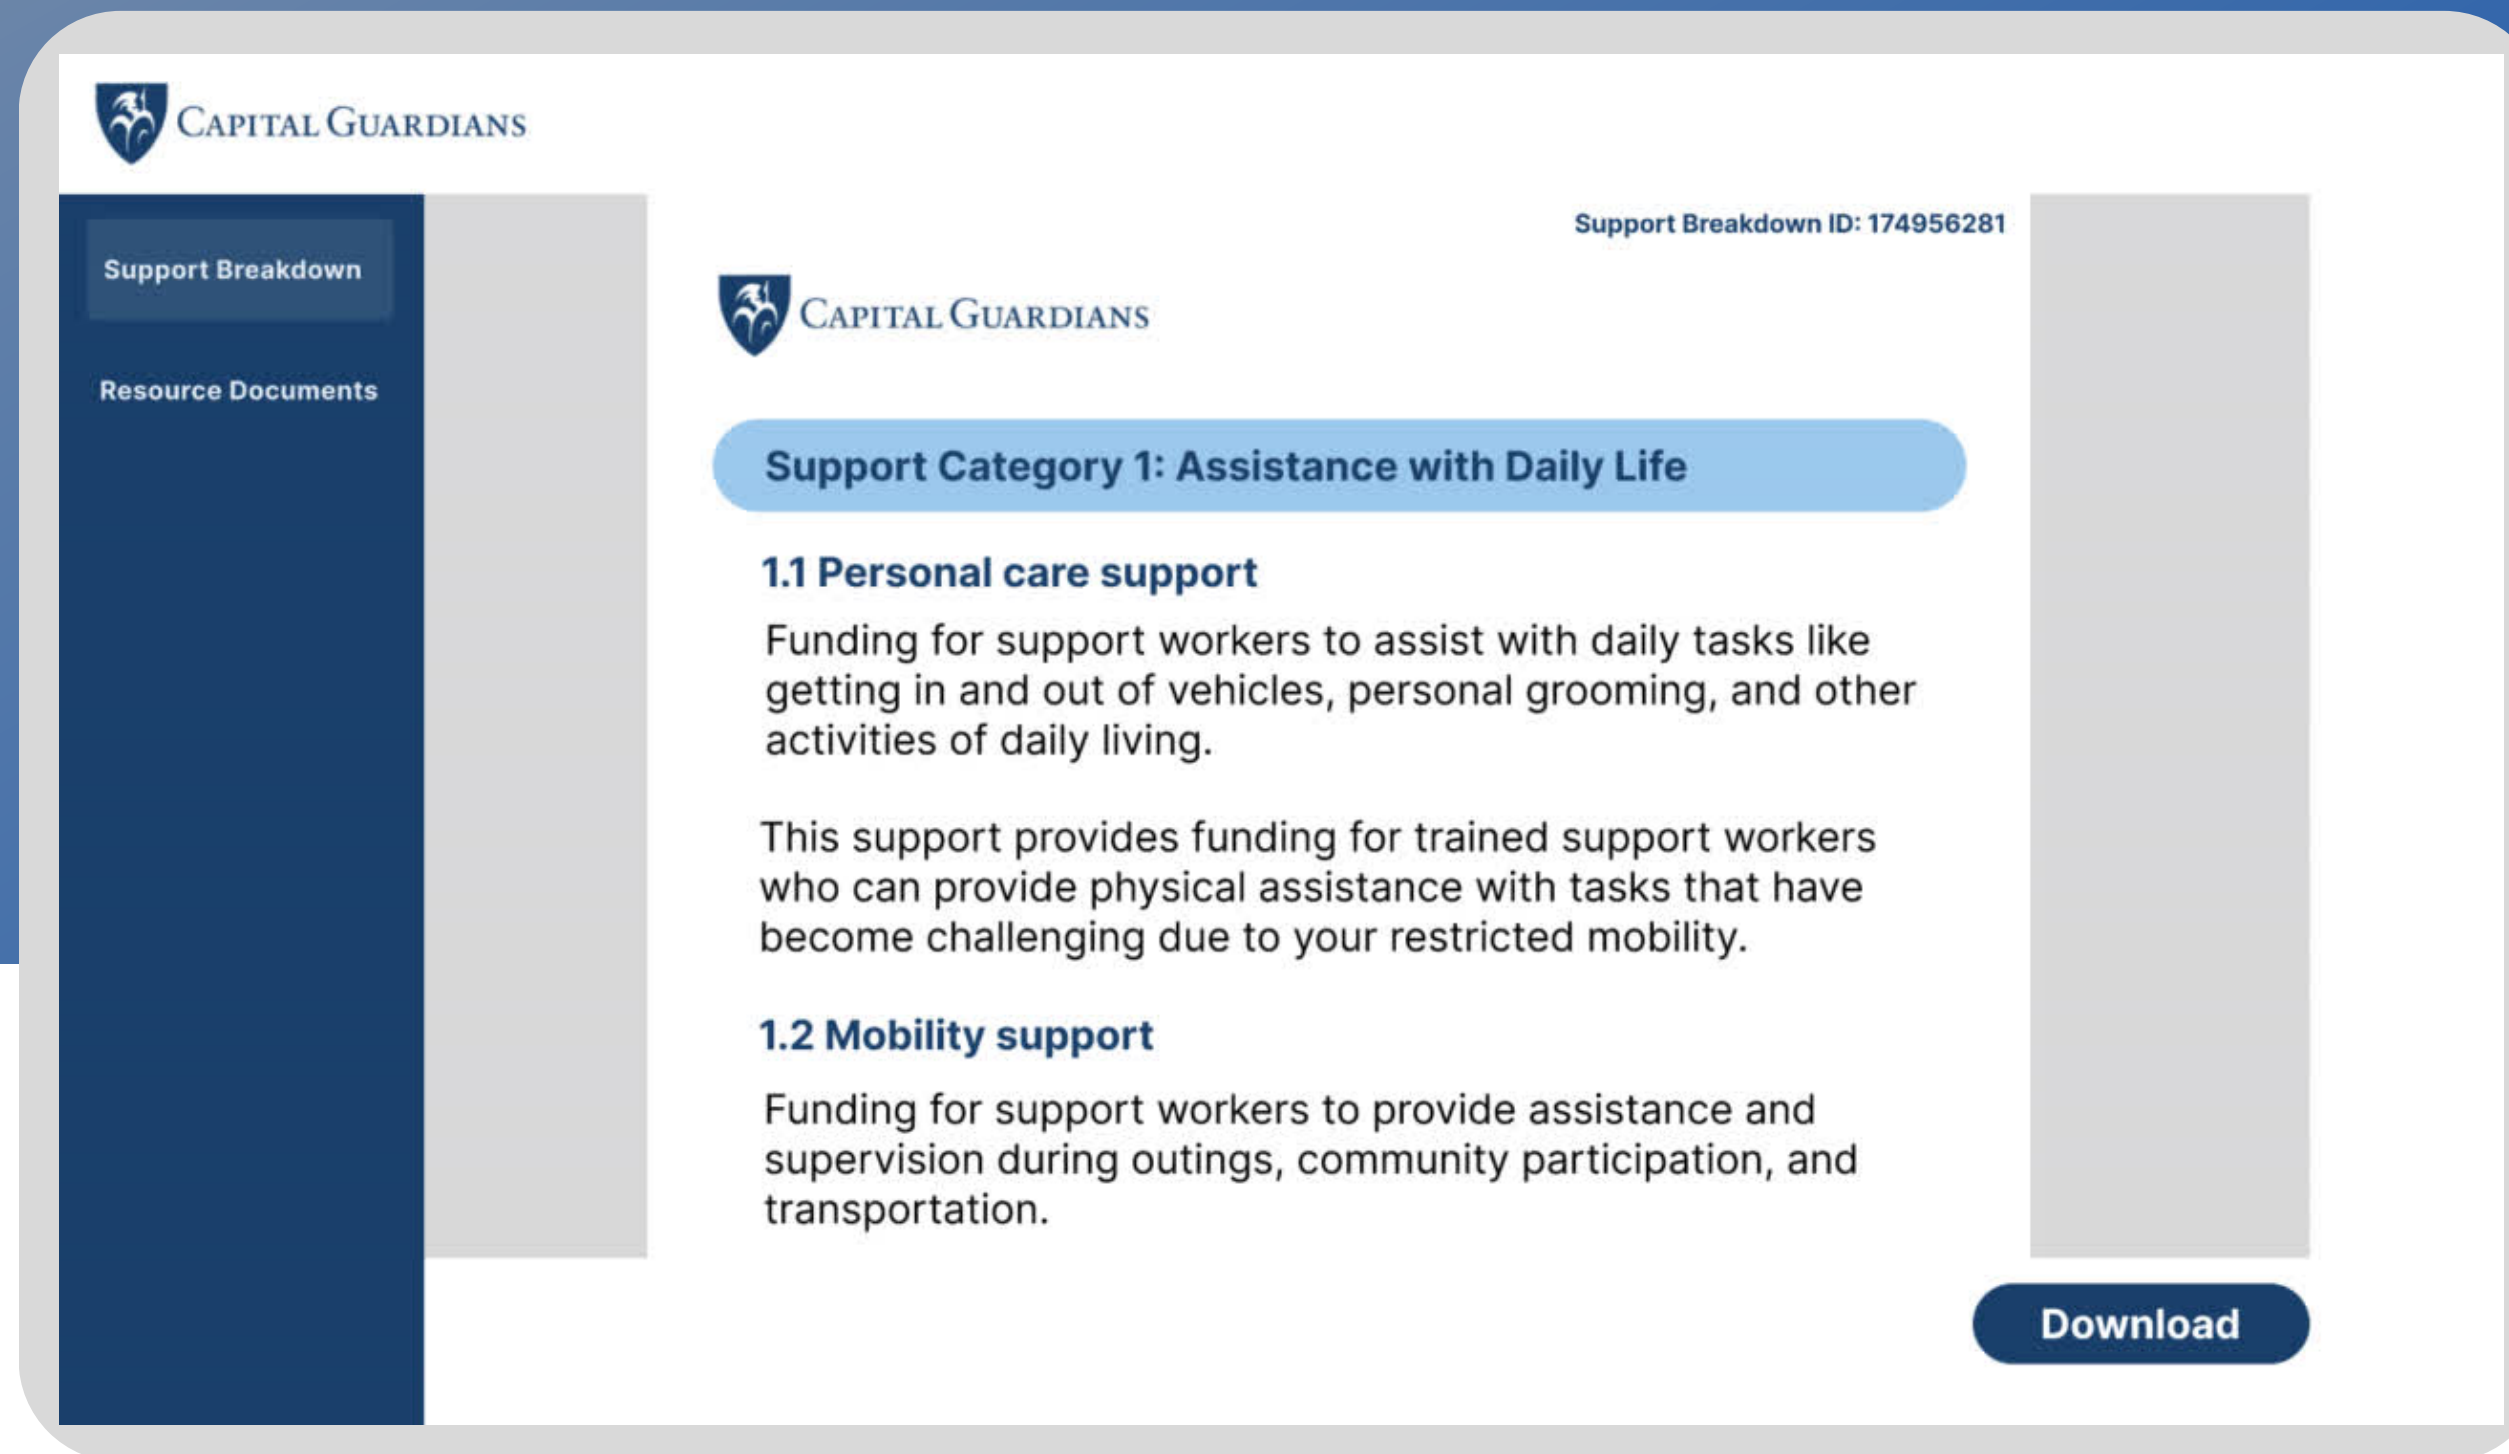 CAPITAL GUARDIANS
Support Breakdown
Resource Documents
Support Breakdown ID: 174956281
CAPITAL GUARDIANS
Support Category 1: Assistance with Daily Life
1.1 Personal care support
Funding for support workers to assist with daily tasks like
getting in and out of vehicles, personal grooming, and other
activities of daily living.
This support provides funding for trained support workers
who can provide physical assistance with tasks that have
become challenging due to your restricted mobility.
1.2 Mobility support
Funding for support workers to provide assistance and
supervision during outings, community participation, and
transportation.
Download